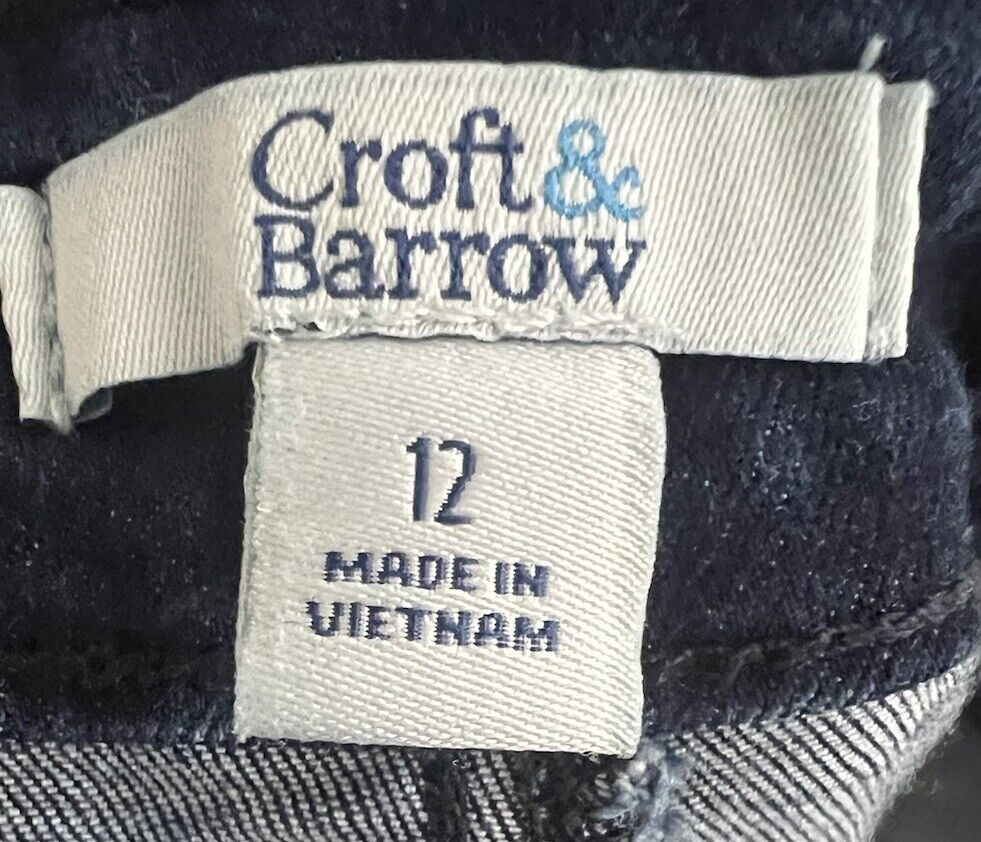 Croft &
Barrow
12
MADE IN
VIETNAM